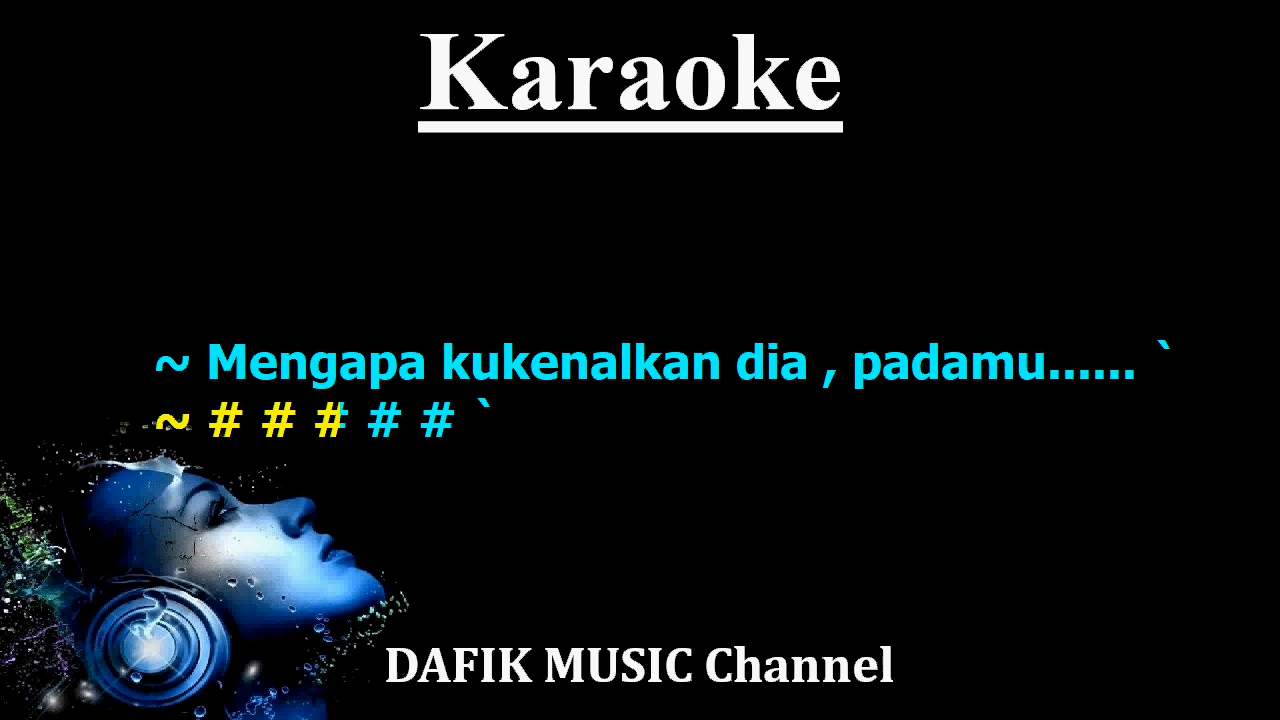 Karaoke
~ Mengapa kukenalkan dia , padamu...... `
~ # # # # # `
DAFIK MUSIC Channel